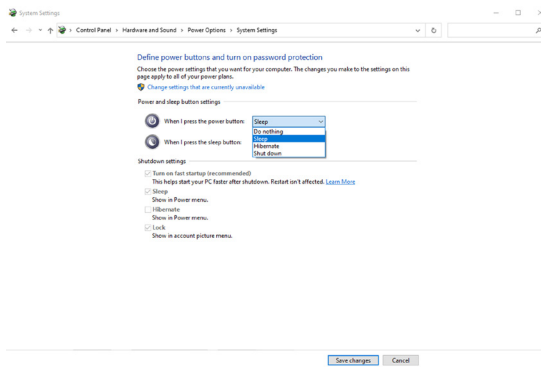 System Settings
Control Panel > Hardware and Sound > Power Options > System Settings
Define power buttons and turn on password protection
Choose the power settings that you want for your computer. The changes you make to the settings on this
page apply to all of your power plans.
Change settings that are currently unavailable
Power and sleep button settings
When I press the power button: Sleep
Do nothing
Sleep
Hibernate
Shut down
When I press the sleep button:
Shutdown settings
Turn on fast startup (recommended)
This helps start your PC faster after shutdown. Restart isn't affected. Learn More
Sleep
Show in Power menu.
Hibernate
Show in Power menu.
Lock
Show in account picture menu.
Save changes Cancel